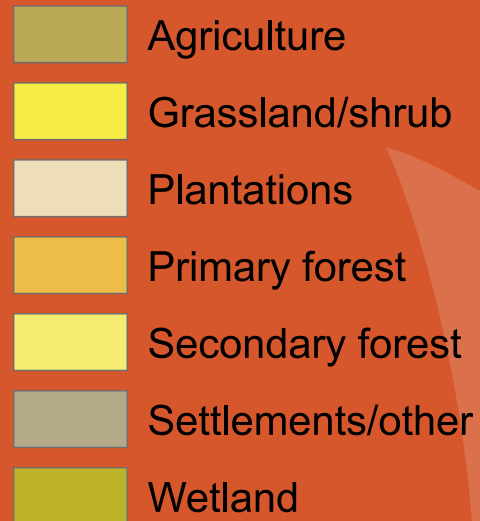 Agriculture
Grassland/shrub
Plantations
Primary forest
Secondary forest
Settlements/other
Wetland